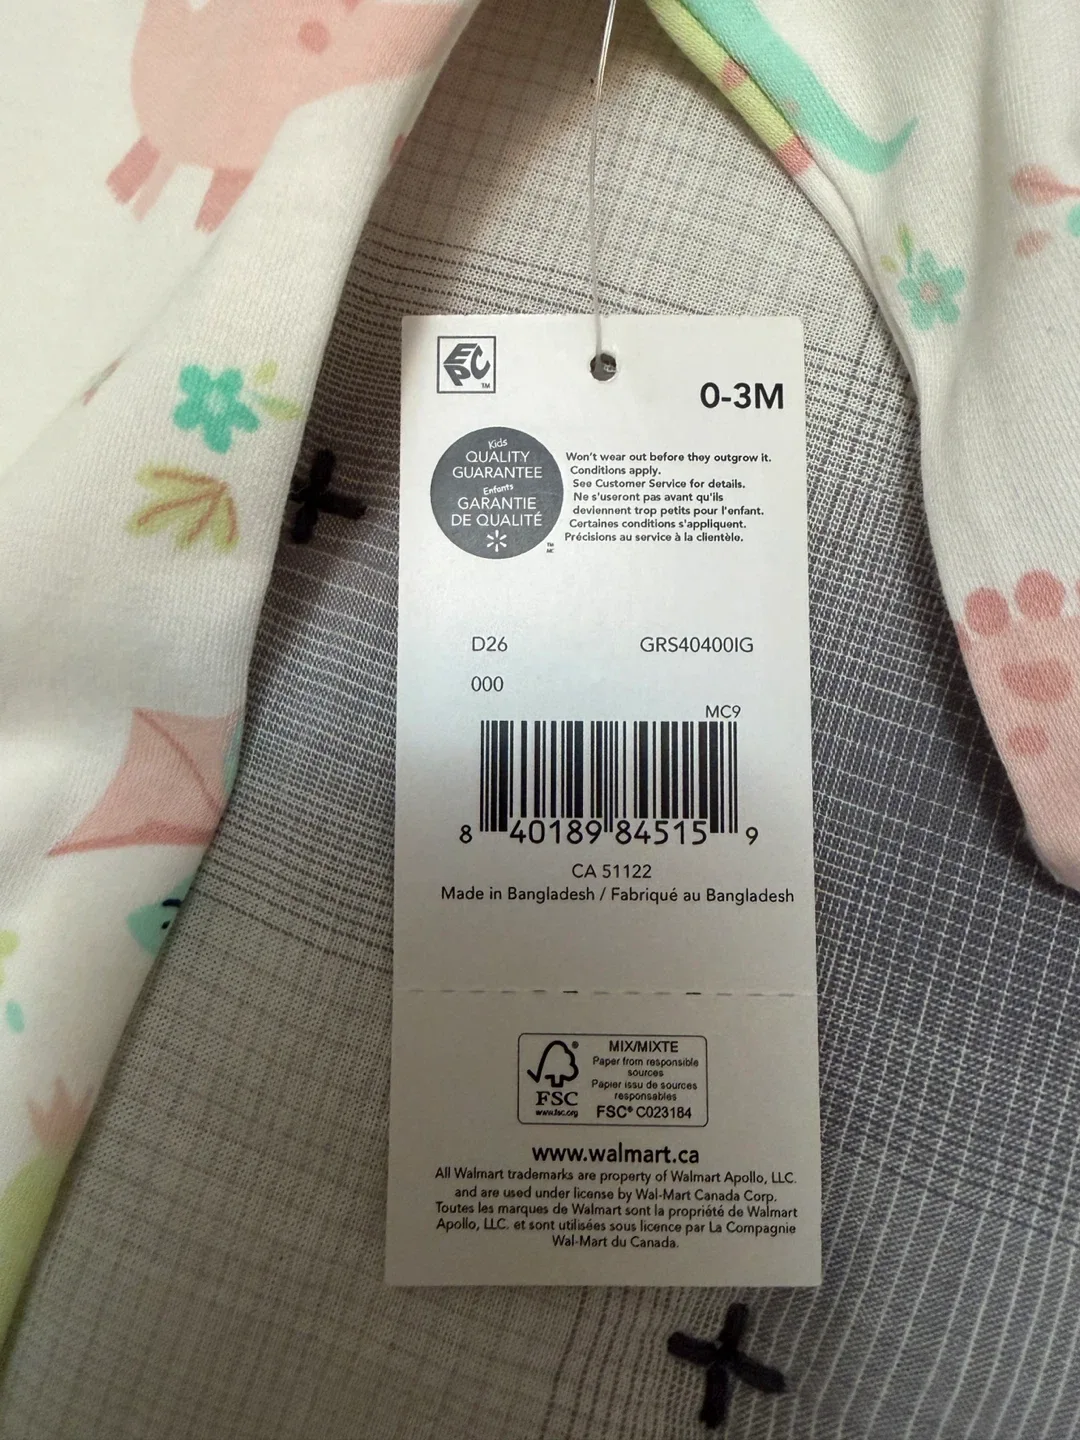 EPC
TM
0-3M
Kids
QUALITY
GUARANTEE
Enfants
GARANTIE
DE QUALITÉ
TM
MC
Won't wear out before they outgrow it.
Conditions apply.
See Customer Service for details.
Ne s'useront pas avant qu'ils
deviennent trop petits pour l'enfant.
Certaines conditions s'appliquent.
Précisions au service à la clientèle.
D26 GRS40400IG
000
MC9
8 40189 84515 9
CA 51122
Made in Bangladesh / Fabriqué au Bangladesh
FSC
www.fsc.org
MIX/MIXTE
Paper from responsible
sources
Papier issu de sources
responsables
FSC® C023184
www.walmart.ca
All Walmart trademarks are property of Walmart Apollo, LLC.
and are used under license by Wal-Mart Canada Corp.
Toutes les marques de Walmart sont la propriété de Walmart
Apollo, LLC. et sont utilisées sous licence par La Compagnie
Wal-Mart du Canada.